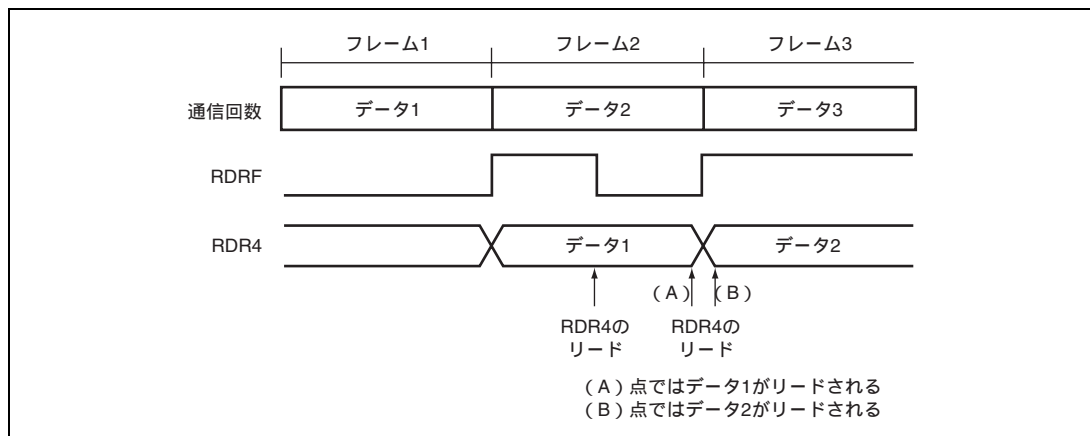 フレーム1 フレーム2 フレーム3
通信回数 データ1 データ2 データ3
RDRF
RDR4 データ1 データ2
(A) (B)
RDR4の RDR4の
リード リード
(A)点ではデータ1がリードされる
(B)点ではデータ2がリードされる